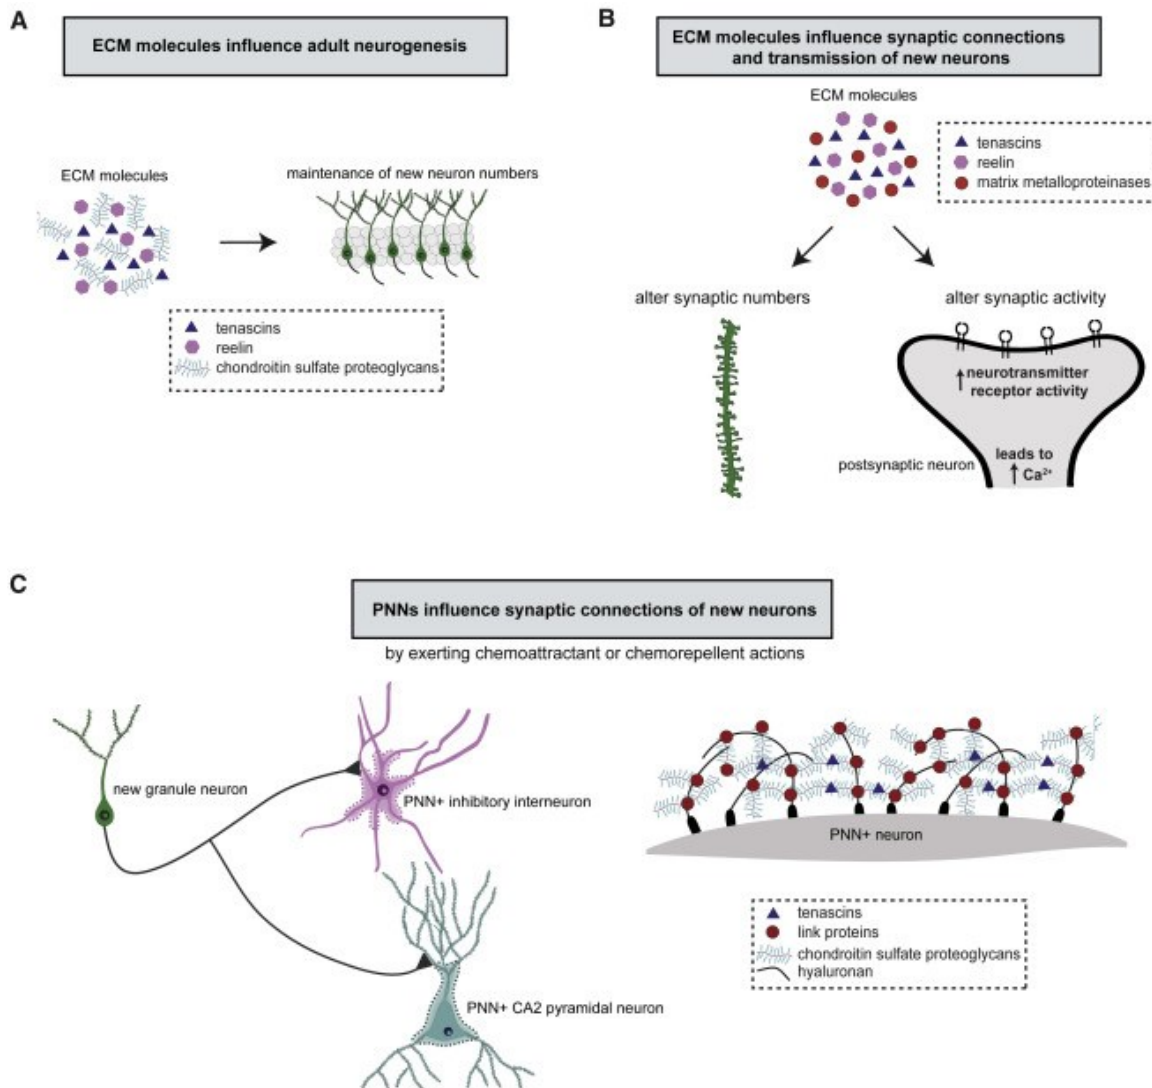 A
ECM molecules influence adult neurogenesis
ECM molecules
maintenance of new neuron numbers
tenascins
reelin
chondroitin sulfate proteoglycans
B
ECM molecules influence synaptic connections
and transmission of new neurons
ECM molecules
tenascins
reelin
matrix metalloproteinases
alter synaptic numbers
alter synaptic activity
↑ neurotransmitter
receptor activity
postsynaptic neuron
leads to
↑ Ca²⁺
C
PNNs influence synaptic connections of new neurons
by exerting chemoattractant or chemorepellent actions
new granule neuron
PNN+ inhibitory interneuron
PNN+ CA2 pyramidal neuron
PNN+ neuron
tenascins
link proteins
chondroitin sulfate proteoglycans
hyaluronan